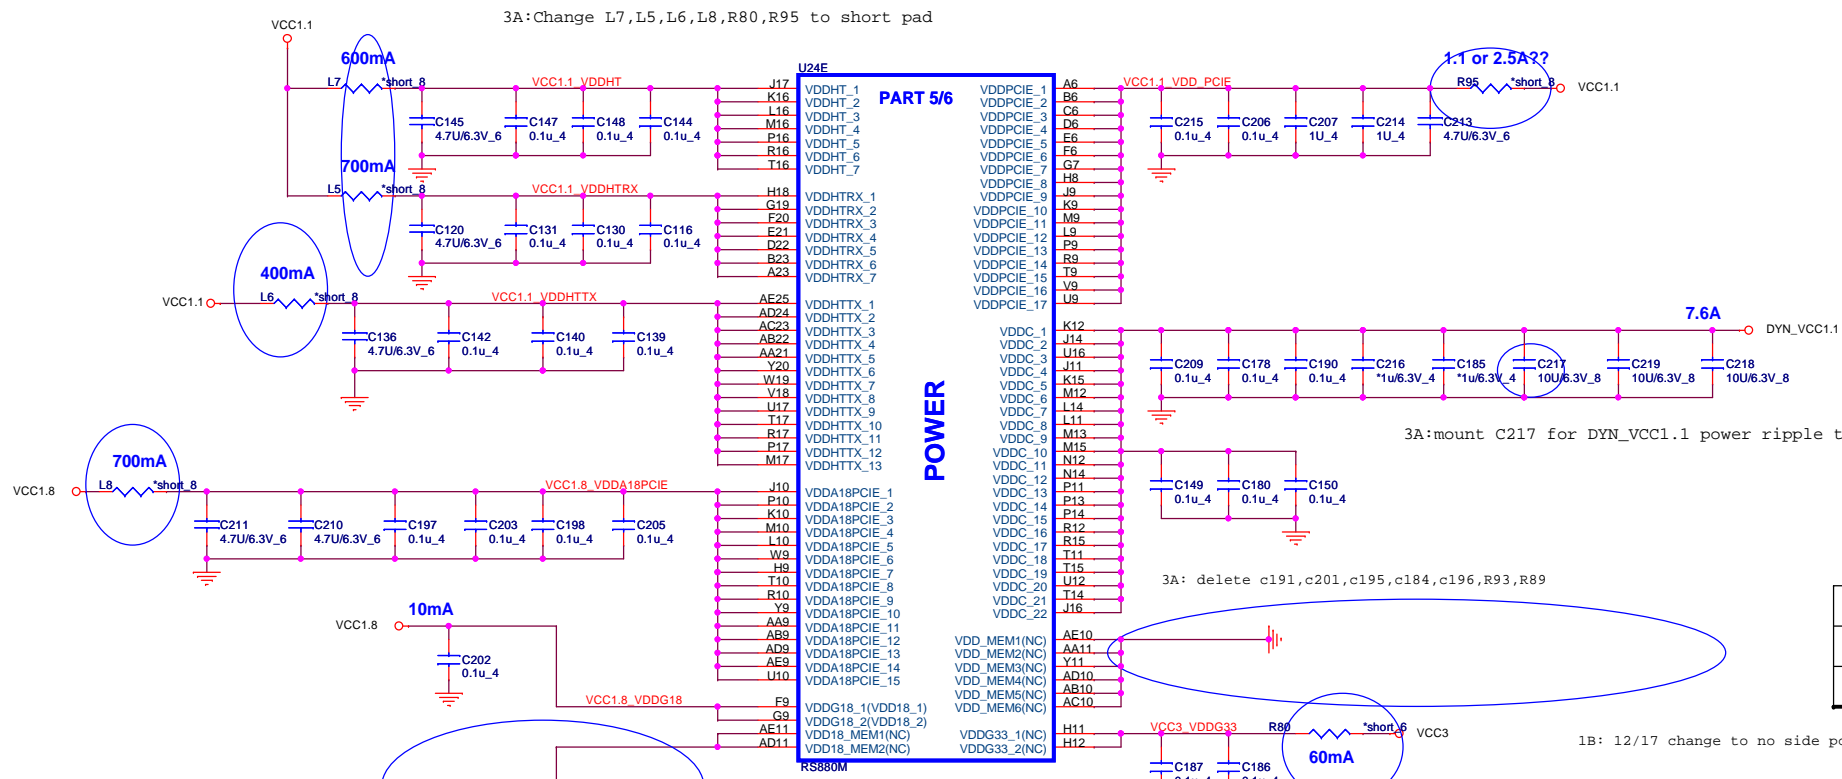 3A:Change L7,L5,L6,L8,R80,R95 to short pad
VCC1.1
600mA
L7 *short_8
VCC1.1_VDDHT
C145 4.7U/6.3V_6
C147 0.1u_4
C148 0.1u_4
C144 0.1u_4
700mA
L5 *short_8
VCC1.1_VDDHTRX
C120 4.7U/6.3V_6
C131 0.1u_4
C130 0.1u_4
C116 0.1u_4
400mA
VCC1.1
L6 *short_8
VCC1.1_VDDHTTX
C136 4.7U/6.3V_6
C142 0.1u_4
C140 0.1u_4
C139 0.1u_4
700mA
VCC1.8
L8 *short_8
VCC1.8_VDDA18PCIE
C211 4.7U/6.3V_6
C210 4.7U/6.3V_6
C197 0.1u_4
C203 0.1u_4
C198 0.1u_4
C205 0.1u_4
10mA
VCC1.8
C202 0.1u_4
VCC1.8_VDDG18
U24E
PART 5/6
POWER
J17 VDDHT_1
K16 VDDHT_2
L16 VDDHT_3
M16 VDDHT_4
P16 VDDHT_5
R16 VDDHT_6
T16 VDDHT_7
H18 VDDHTRX_1
G19 VDDHTRX_2
F20 VDDHTRX_3
E21 VDDHTRX_4
D22 VDDHTRX_5
B23 VDDHTRX_6
A23 VDDHTRX_7
AE25 VDDHTTX_1
AD24 VDDHTTX_2
AC23 VDDHTTX_3
AB22 VDDHTTX_4
AA21 VDDHTTX_5
Y20 VDDHTTX_6
W19 VDDHTTX_7
V18 VDDHTTX_8
U17 VDDHTTX_9
T17 VDDHTTX_10
R17 VDDHTTX_11
P17 VDDHTTX_12
M17 VDDHTTX_13
J10 VDDA18PCIE_1
P10 VDDA18PCIE_2
K10 VDDA18PCIE_3
M10 VDDA18PCIE_4
L10 VDDA18PCIE_5
W9 VDDA18PCIE_6
H9 VDDA18PCIE_7
T10 VDDA18PCIE_8
R10 VDDA18PCIE_9
Y9 VDDA18PCIE_10
AA9 VDDA18PCIE_11
AB9 VDDA18PCIE_12
AD9 VDDA18PCIE_13
AE9 VDDA18PCIE_14
U10 VDDA18PCIE_15
F9 VDDG18_1(VDD18_1)
G9 VDDG18_2(VDD18_2)
AE11 VDD18_MEM1(NC)
AD11 VDD18_MEM2(NC)
RS880M
VDDPCIE_1 A6
VDDPCIE_2 B6
VDDPCIE_3 C6
VDDPCIE_4 D6
VDDPCIE_5 E6
VDDPCIE_6 F6
VDDPCIE_7 G7
VDDPCIE_8 H8
VDDPCIE_9 J9
VDDPCIE_10 K9
VDDPCIE_11 M9
VDDPCIE_12 L9
VDDPCIE_13 P9
VDDPCIE_14 R9
VDDPCIE_15 T9
VDDPCIE_16 V9
VDDPCIE_17 U9
VDDC_1 K12
VDDC_2 J14
VDDC_3 U16
VDDC_4 J11
VDDC_5 K15
VDDC_6 M12
VDDC_7 L14
VDDC_8 L11
VDDC_9 M13
VDDC_10 M15
VDDC_11 N12
VDDC_12 N14
VDDC_13 P11
VDDC_14 P13
VDDC_15 P14
VDDC_16 R12
VDDC_17 R15
VDDC_18 T11
VDDC_19 T15
VDDC_20 U12
VDDC_21 T14
VDDC_22 J16
VDD_MEM1(NC) AE10
VDD_MEM2(NC) AA11
VDD_MEM3(NC) Y11
VDD_MEM4(NC) AD10
VDD_MEM5(NC) AB10
VDD_MEM6(NC) AC10
VDDG33_1(NC) H11
VDDG33_2(NC) H12
1.1 or 2.5A??
VCC1.1_VDD_PCIE
R95 *short_8
VCC1.1
C215 0.1u_4
C206 0.1u_4
C207 1U_4
C214 1U_4
C213 4.7U/6.3V_6
7.6A
DYN_VCC1.1
C209 0.1u_4
C178 0.1u_4
C190 0.1u_4
C216 *1u/6.3V_4
C185 *1u/6.3V_4
C217 10U/6.3V_8
C219 10U/6.3V_8
C218 10U/6.3V_8
3A:mount C217 for DYN_VCC1.1 power ripple t
C149 0.1u_4
C180 0.1u_4
C150 0.1u_4
3A: delete c191,c201,c195,c184,c196,R93,R89
VCC3_VDDG33
R80 *short_6
VCC3
60mA
C187
C186
1B: 12/17 change to no side po